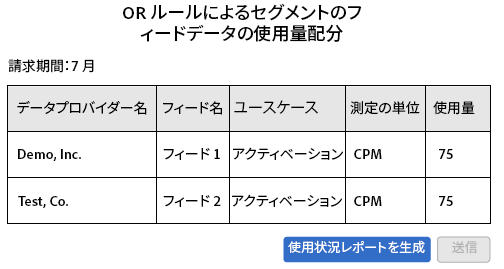 OR ルールによるセグメントのフ
ィードデータの使用量配分
請求期間：7 月
データプロバイダー名 フィード名 ユースケース 測定の単位 使用量
Demo, Inc. フィード 1 アクティベーション CPM 75
Test, Co. フィード 2 アクティベーション CPM 75
使用状況レポートを生成 送信